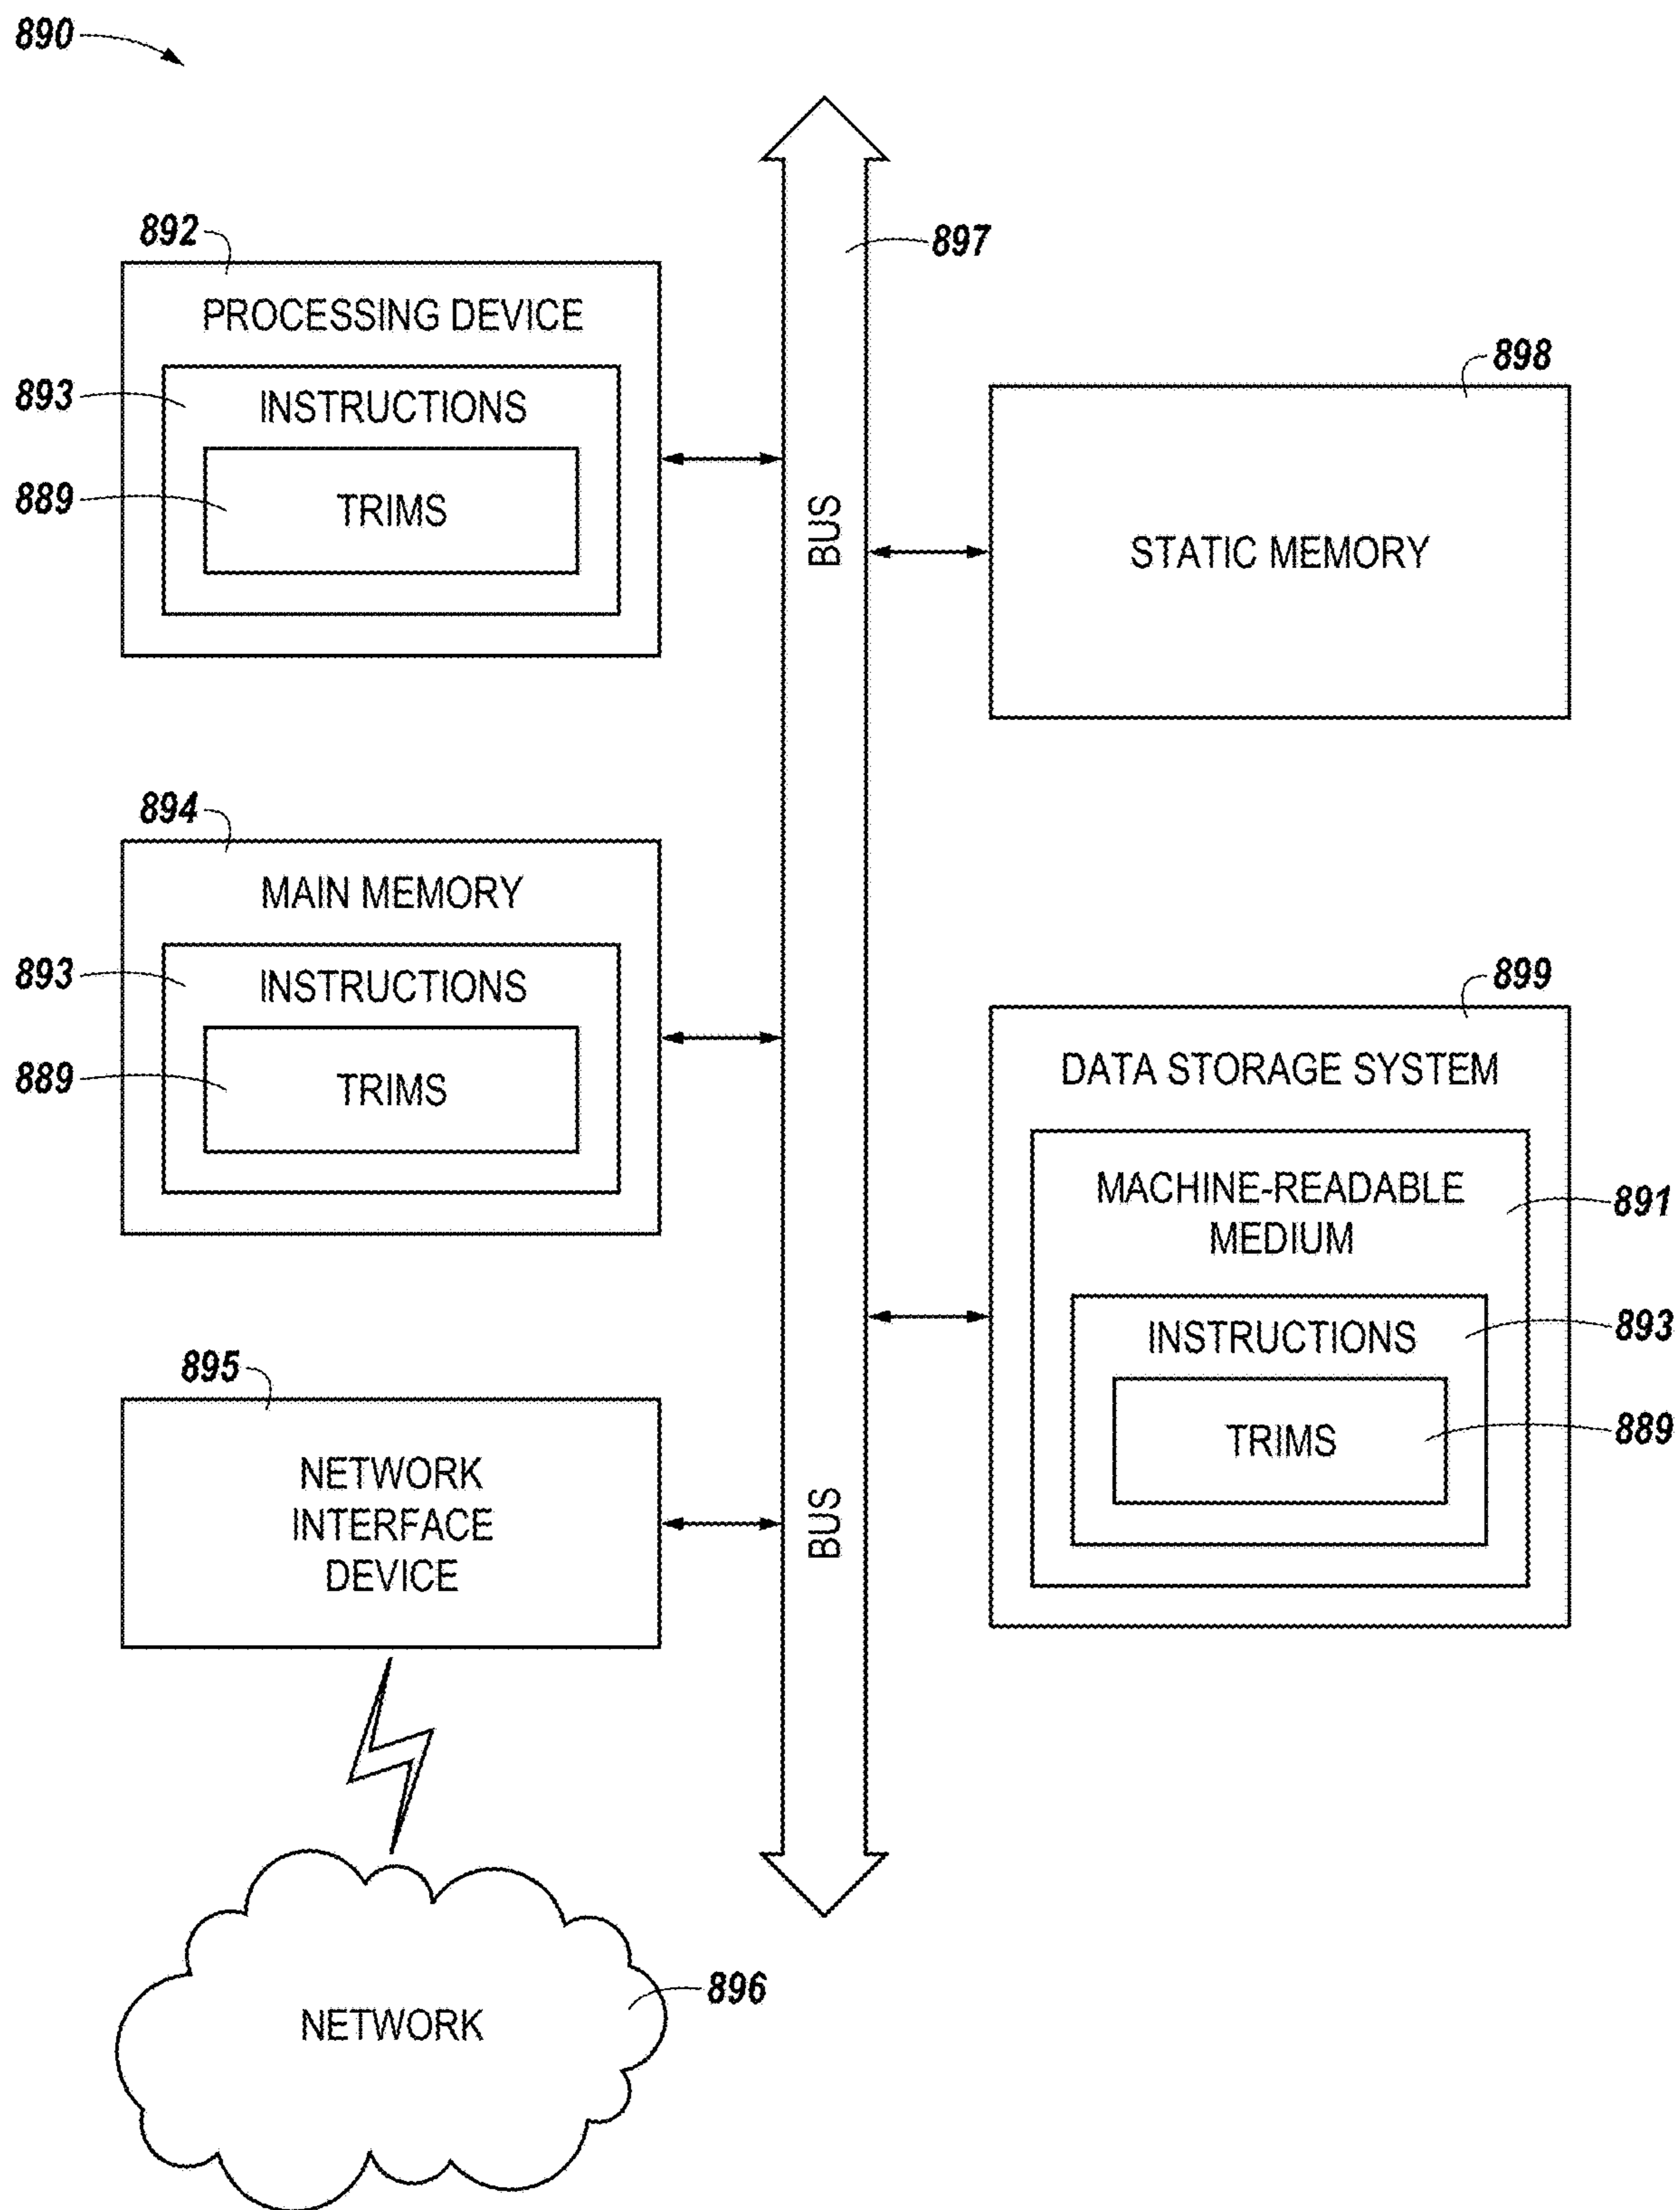 890
892
PROCESSING DEVICE
893
INSTRUCTIONS
889
TRIMS
897
BUS
898
STATIC MEMORY
894
MAIN MEMORY
893
INSTRUCTIONS
889
TRIMS
899
DATA STORAGE SYSTEM
MACHINE-READABLE
MEDIUM
891
INSTRUCTIONS
893
TRIMS
889
895
NETWORK
INTERFACE
DEVICE
BUS
NETWORK
896